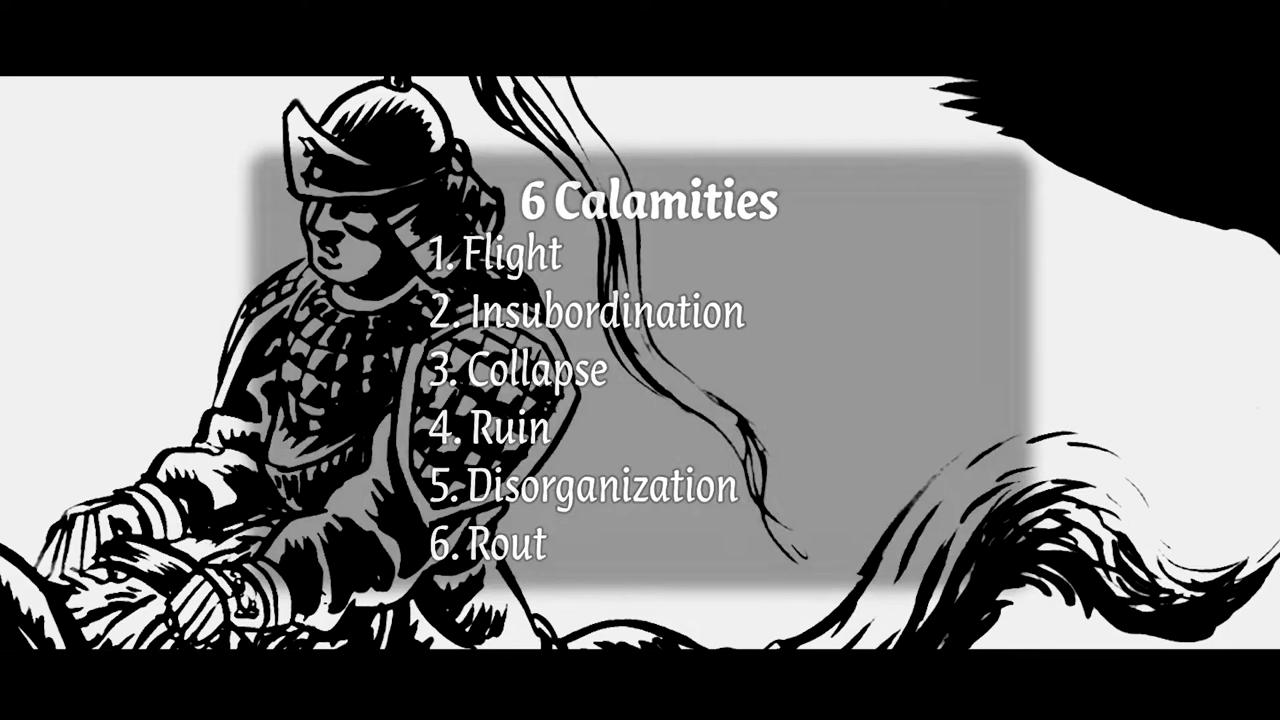 6 Calamities
1. Flight
2. Insubordination
3. Collapse
4. Ruin
5. Disorganization
6. Rout